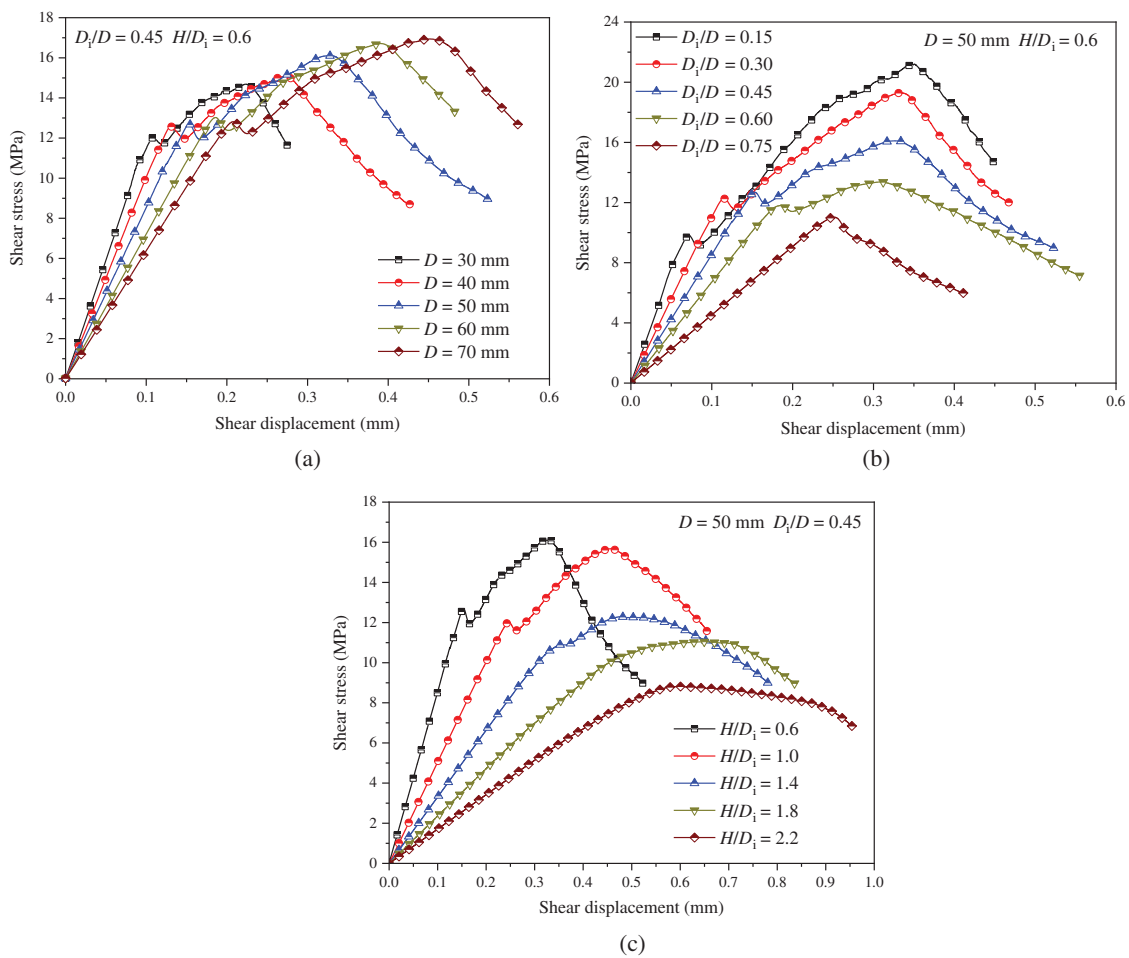 Dᵢ/D = 0.45 H/Dᵢ = 0.6
18
16
14
12
10
8
6
4
2
0
Shear stress (MPa)
D = 30 mm
D = 40 mm
D = 50 mm
D = 60 mm
D = 70 mm
0.0 0.1 0.2 0.3 0.4 0.5 0.6
Shear displacement (mm)
(a)
D = 50 mm H/Dᵢ = 0.6
24
20
16
12
8
4
0
Shear stress (MPa)
Dᵢ/D = 0.15
Dᵢ/D = 0.30
Dᵢ/D = 0.45
Dᵢ/D = 0.60
Dᵢ/D = 0.75
0.0 0.1 0.2 0.3 0.4 0.5 0.6
Shear displacement (mm)
(b)
D = 50 mm Dᵢ/D = 0.45
18
16
14
12
10
8
6
4
2
0
Shear stress (MPa)
H/Dᵢ = 0.6
H/Dᵢ = 1.0
H/Dᵢ = 1.4
H/Dᵢ = 1.8
H/Dᵢ = 2.2
0.0 0.1 0.2 0.3 0.4 0.5 0.6 0.7 0.8 0.9 1.0
Shear displacement (mm)
(c)